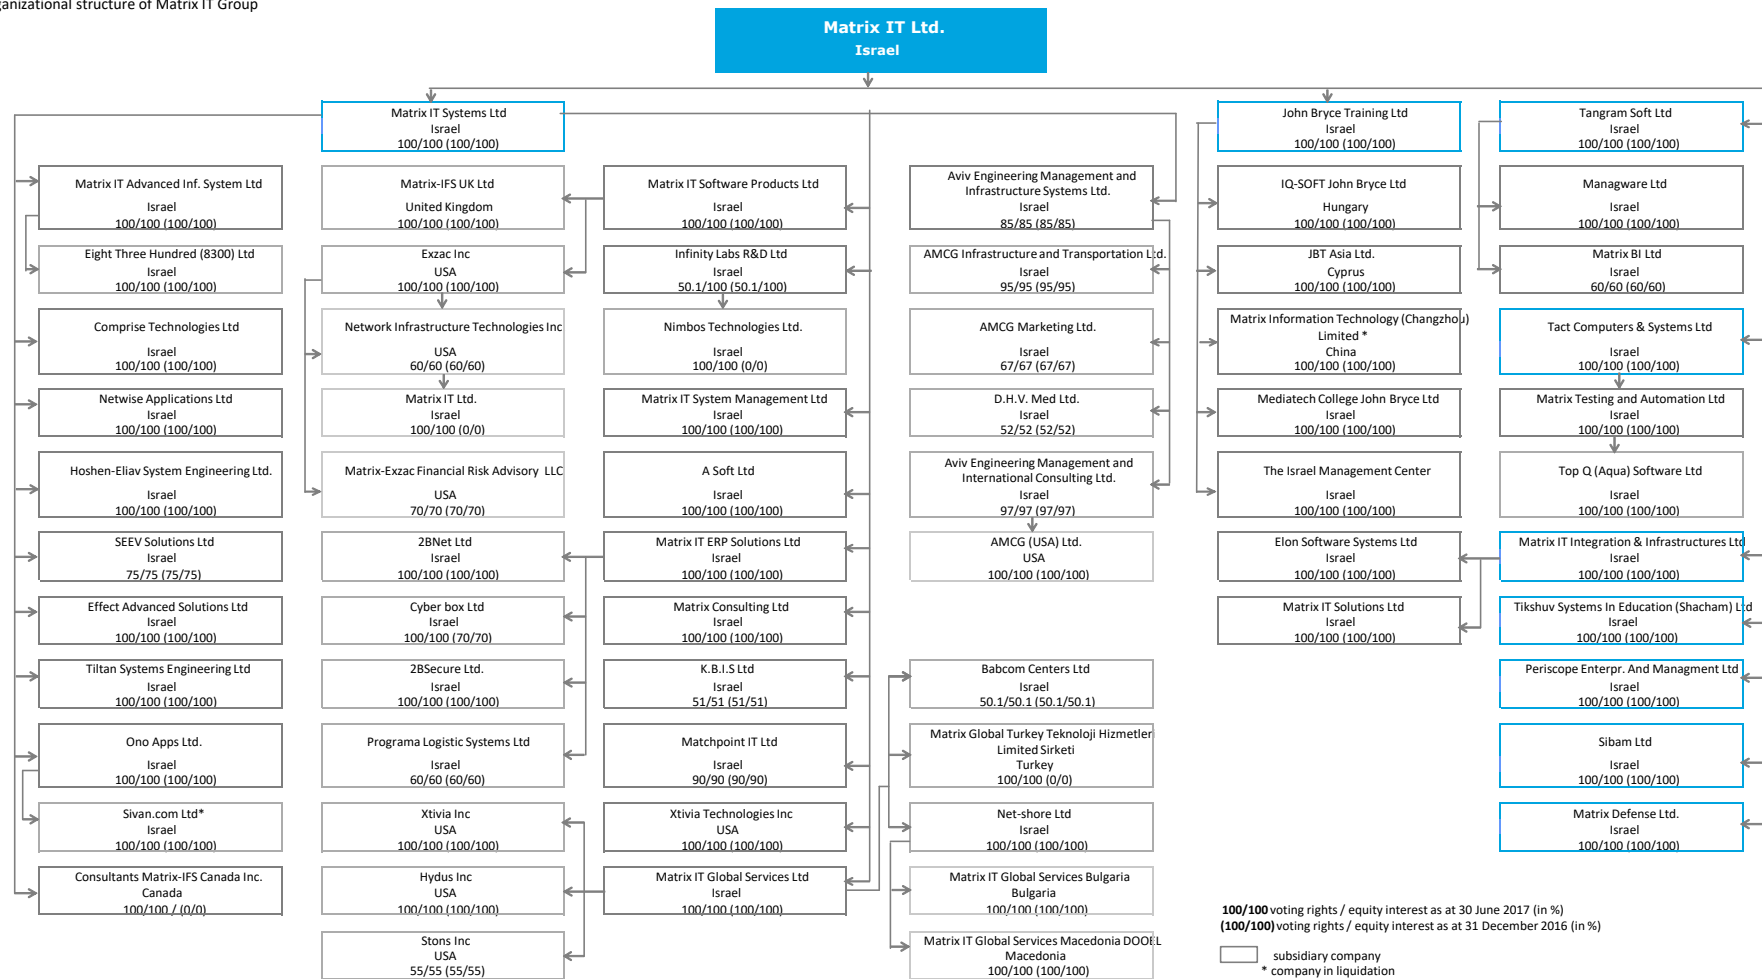 ganizational structure of Matrix IT Group
Matrix IT Ltd.
Israel
Matrix IT Systems Ltd
Israel
100/100 (100/100)
John Bryce Training Ltd
Israel
100/100 (100/100)
Tangram Soft Ltd
Israel
100/100 (100/100)
Matrix IT Advanced Inf. System Ltd
Israel
100/100 (100/100)
Matrix-IFS UK Ltd
United Kingdom
100/100 (100/100)
Matrix IT Software Products Ltd
Israel
100/100 (100/100)
Aviv Engineering Management and
Infrastructure Systems Ltd.
Israel
85/85 (85/85)
IQ-SOFT John Bryce Ltd
Hungary
100/100 (100/100)
Managware Ltd
Israel
100/100 (100/100)
Eight Three Hundred (8300) Ltd
Israel
100/100 (100/100)
Exzac Inc
USA
100/100 (100/100)
Infinity Labs R&D Ltd
Israel
50.1/100 (50.1/100)
AMCG Infrastructure and Transportation Ltd.
Israel
95/95 (95/95)
JBT Asia Ltd.
Cyprus
100/100 (100/100)
Matrix BI Ltd
Israel
60/60 (60/60)
Comprise Technologies Ltd
Israel
100/100 (100/100)
Network Infrastructure Technologies Inc
USA
60/60 (60/60)
Nimbos Technologies Ltd.
Israel
100/100 (0/0)
AMCG Marketing Ltd.
Israel
67/67 (67/67)
Matrix Information Technology (Changzhou)
Limited *
China
100/100 (100/100)
Tact Computers & Systems Ltd
Israel
100/100 (100/100)
Netwise Applications Ltd
Israel
100/100 (100/100)
Matrix IT Ltd.
Israel
100/100 (0/0)
Matrix IT System Management Ltd
Israel
100/100 (100/100)
D.H.V. Med Ltd.
Israel
52/52 (52/52)
Mediatech College John Bryce Ltd
Israel
100/100 (100/100)
Matrix Testing and Automation Ltd
Israel
100/100 (100/100)
Hoshen-Eliav System Engineering Ltd.
Israel
100/100 (100/100)
Matrix-Exzac Financial Risk Advisory LLC
USA
70/70 (70/70)
A Soft Ltd
Israel
100/100 (100/100)
Aviv Engineering Management and
International Consulting Ltd.
Israel
97/97 (97/97)
The Israel Management Center
Israel
100/100 (100/100)
Top Q (Aqua) Software Ltd
Israel
100/100 (100/100)
SEEV Solutions Ltd
Israel
75/75 (75/75)
2BNet Ltd
Israel
100/100 (100/100)
Matrix IT ERP Solutions Ltd
Israel
100/100 (100/100)
AMCG (USA) Ltd.
USA
100/100 (100/100)
Elon Software Systems Ltd
Israel
100/100 (100/100)
Matrix IT Integration & Infrastructures Ltd
Israel
100/100 (100/100)
Effect Advanced Solutions Ltd
Israel
100/100 (100/100)
Cyber box Ltd
Israel
100/100 (70/70)
Matrix Consulting Ltd
Israel
100/100 (100/100)
Matrix IT Solutions Ltd
Israel
100/100 (100/100)
Tikshuv Systems In Education (Shacham) Ltd
Israel
100/100 (100/100)
Tiltan Systems Engineering Ltd
Israel
100/100 (100/100)
2BSecure Ltd.
Israel
100/100 (100/100)
K.B.I.S Ltd
Israel
51/51 (51/51)
Babcom Centers Ltd
Israel
50.1/50.1 (50.1/50.1)
Periscope Enterpr. And Managment Ltd
Israel
100/100 (100/100)
Ono Apps Ltd.
Israel
100/100 (100/100)
Programa Logistic Systems Ltd
Israel
60/60 (60/60)
Matchpoint IT Ltd
Israel
90/90 (90/90)
Matrix Global Turkey Teknoloji Hizmetleri
Limited Sirketi
Turkey
100/100 (0/0)
Sibam Ltd
Israel
100/100 (100/100)
Sivan.com Ltd*
Israel
100/100 (100/100)
Xtivia Inc
USA
100/100 (100/100)
Xtivia Technologies Inc
USA
100/100 (100/100)
Net-shore Ltd
Israel
100/100 (100/100)
Matrix Defense Ltd.
Israel
100/100 (100/100)
Consultants Matrix-IFS Canada Inc.
Canada
100/100 / (0/0)
Hydus Inc
USA
100/100 (100/100)
Matrix IT Global Services Ltd
Israel
100/100 (100/100)
Matrix IT Global Services Bulgaria
Bulgaria
100/100 (100/100)
Stons Inc
USA
55/55 (55/55)
Matrix IT Global Services Macedonia DOOEL
Macedonia
100/100 (100/100)
100/100 voting rights / equity interest as at 30 June 2017 (in %)
(100/100) voting rights / equity interest as at 31 December 2016 (in %)
subsidiary company
* company in liquidation